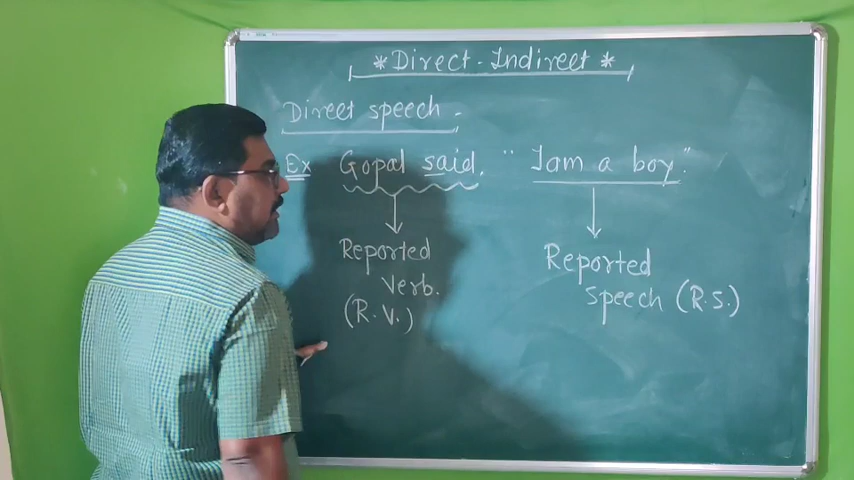 *Direct - Indirect*
Direct speech -
Ex Gopal said, "I am a boy."
Reported Verb. (R.V.)
Reported Speech (R.S.)